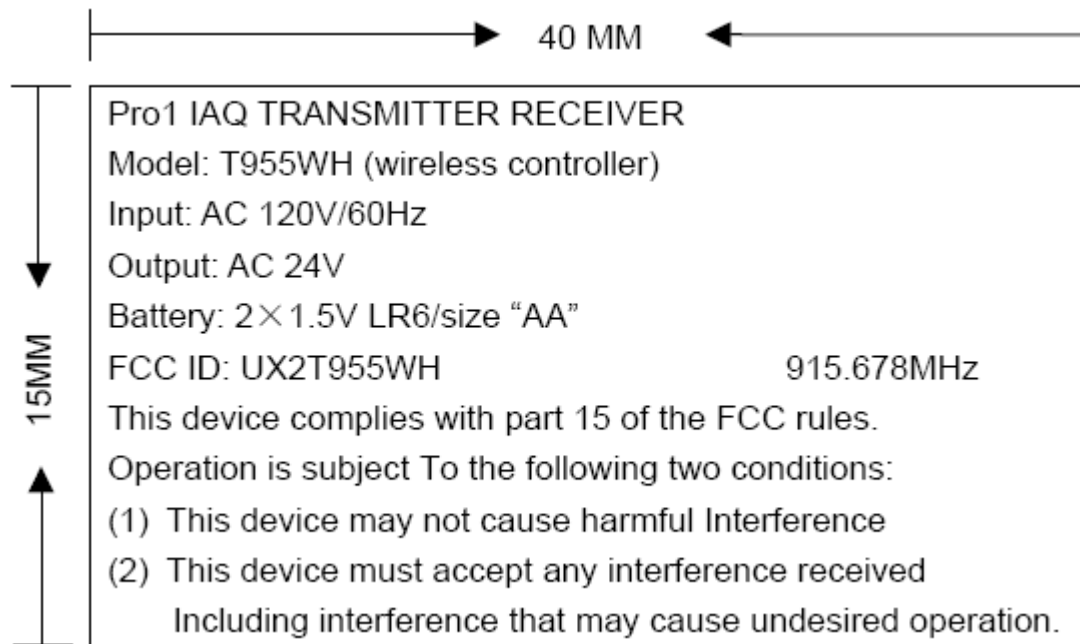 40 MM
15MM
Pro1 IAQ TRANSMITTER RECEIVER
Model: T955WH (wireless controller)
Input: AC 120V/60Hz
Output: AC 24V
Battery: 2×1.5V LR6/size “AA”
FCC ID: UX2T955WH 915.678MHz
This device complies with part 15 of the FCC rules.
Operation is subject To the following two conditions:
(1) This device may not cause harmful Interference
(2) This device must accept any interference received
Including interference that may cause undesired operation.